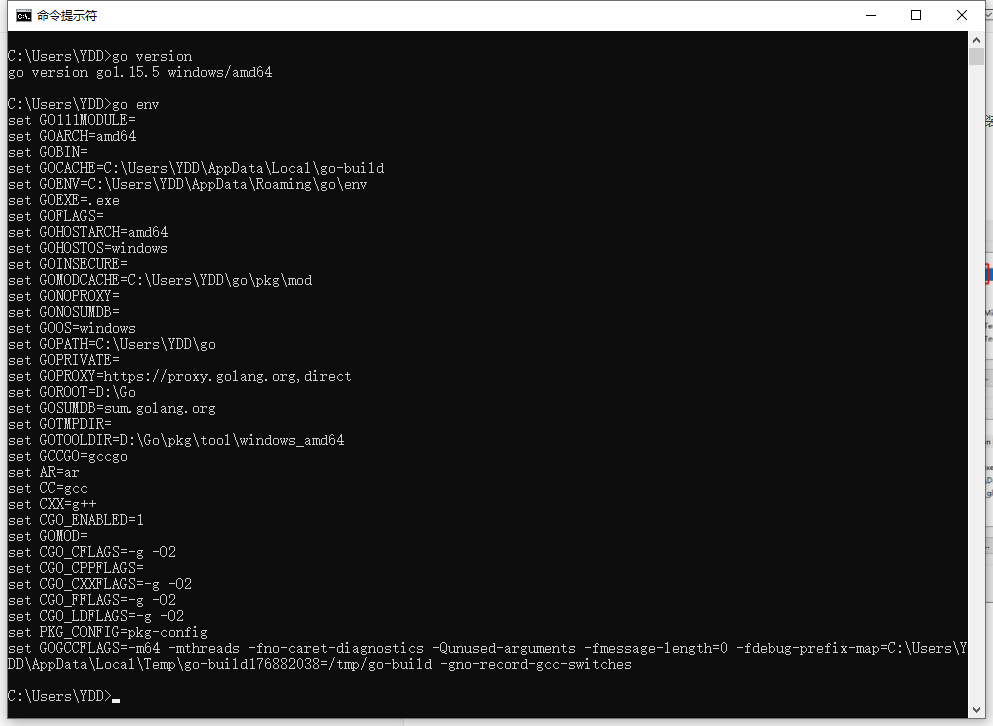 命令提示符
C:\Users\YDD>go version
go version go1.15.5 windows/amd64
C:\Users\YDD>go env
set GO111MODULE=
set GOARCH=amd64
set GOBIN=
set GOCACHE=C:\Users\YDD\AppData\Local\go-build
set GOENV=C:\Users\YDD\AppData\Roaming\go\env
set GOEXE=.exe
set GOFLAGS=
set GOHOSTARCH=amd64
set GOHOSTOS=windows
set GOINSECURE=
set GOMODCACHE=C:\Users\YDD\go\pkg\mod
set GONOPROXY=
set GONOSUMDB=
set GOOS=windows
set GOPATH=C:\Users\YDD\go
set GOPRIVATE=
set GOPROXY=https://proxy.golang.org,direct
set GOROOT=D:\Go
set GOSUMDB=sum.golang.org
set GOTMPDIR=
set GOTOOLDIR=D:\Go\pkg\tool\windows_amd64
set GCCGO=gccgo
set AR=ar
set CC=gcc
set CXX=g++
set CGO_ENABLED=1
set GOMOD=
set CGO_CFLAGS=-g -O2
set CGO_CPPFLAGS=
set CGO_CXXFLAGS=-g -O2
set CGO_FFLAGS=-g -O2
set CGO_LDFLAGS=-g -O2
set PKG_CONFIG=pkg-config
set GOGCCFLAGS=-m64 -mthreads -fno-caret-diagnostics -Qunused-arguments -fmessage-length=0 -fdebug-prefix-map=C:\Users\Y
DD\AppData\Local\Temp\go-build176882038=/tmp/go-build -gno-record-gcc-switches
C:\Users\YDD>